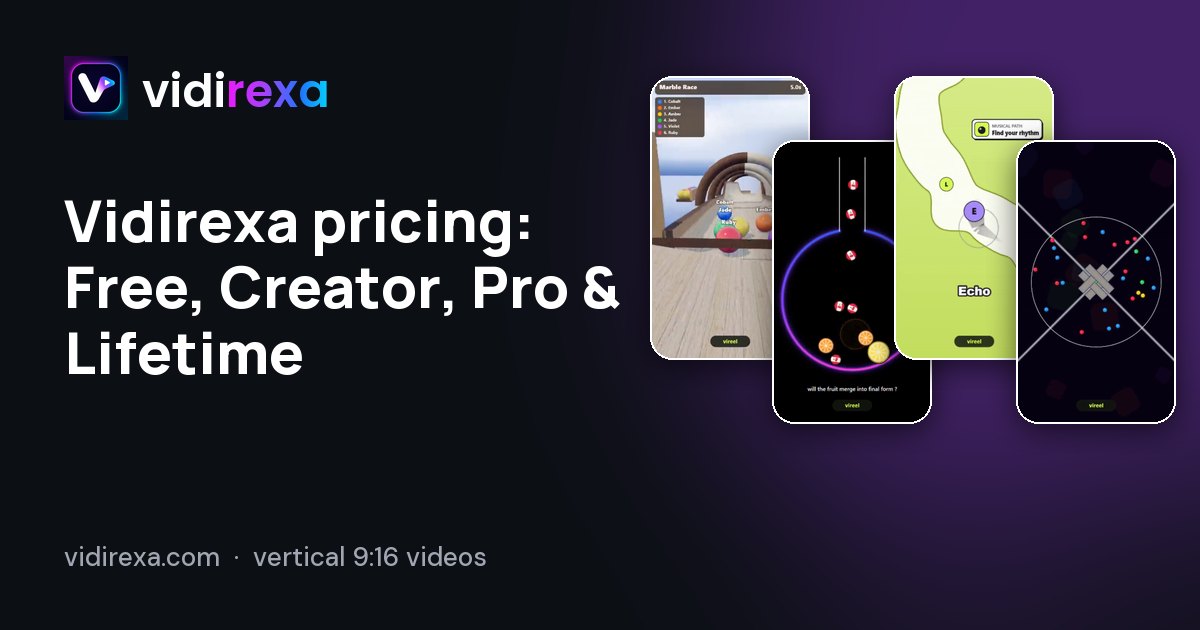 vidirexa
Vidirexa pricing:
Free, Creator, Pro &
Lifetime
vidirexa.com · vertical 9:16 videos
Marble Race
5.0s
1. Cobalt
2. Ember
3. Amber
4. Jade
5. Violet
6. Ruby
Cobalt
Jade
Ember
Ruby
vireel
will the fruit merge into final form ?
vireel
MUSICAL PATH
Find your rhythm
L
E
Echo
vireel
vireel